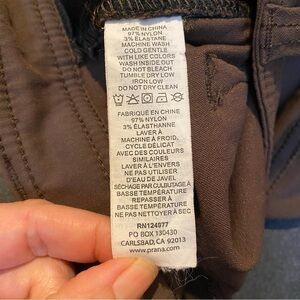 MADE IN CHINA
97% NYLON
3% ELASTANE
MACHINE WASH
COLD GENTLE
WITH LIKE COLORS
WASH INSIDE OUT
DO NOT BLEACH
TUMBLE DRY LOW
IRON LOW
DO NOT DRY CLEAN
FABRIQUÉ EN CHINE
97% NYLON
3% ÉLASTHANNE
LAVER À
MACHINE A FROID,
CYCLE DÉLICAT
AVEC DES COULEURS
SIMILAIRES
LAVER À L'ENVERS
NE PAS UTILISER
D'EAU DE JAVEL
SÉCHAGE PAR CULBUTAGE À
BASSE TEMPÉRATURE
REPASSER À
BASSE TEMPÉRATURE
NE PAS NETTOYER À SEC
RN124977
PO BOX 130430
CARLSBAD, CA 92013
www.prana.com